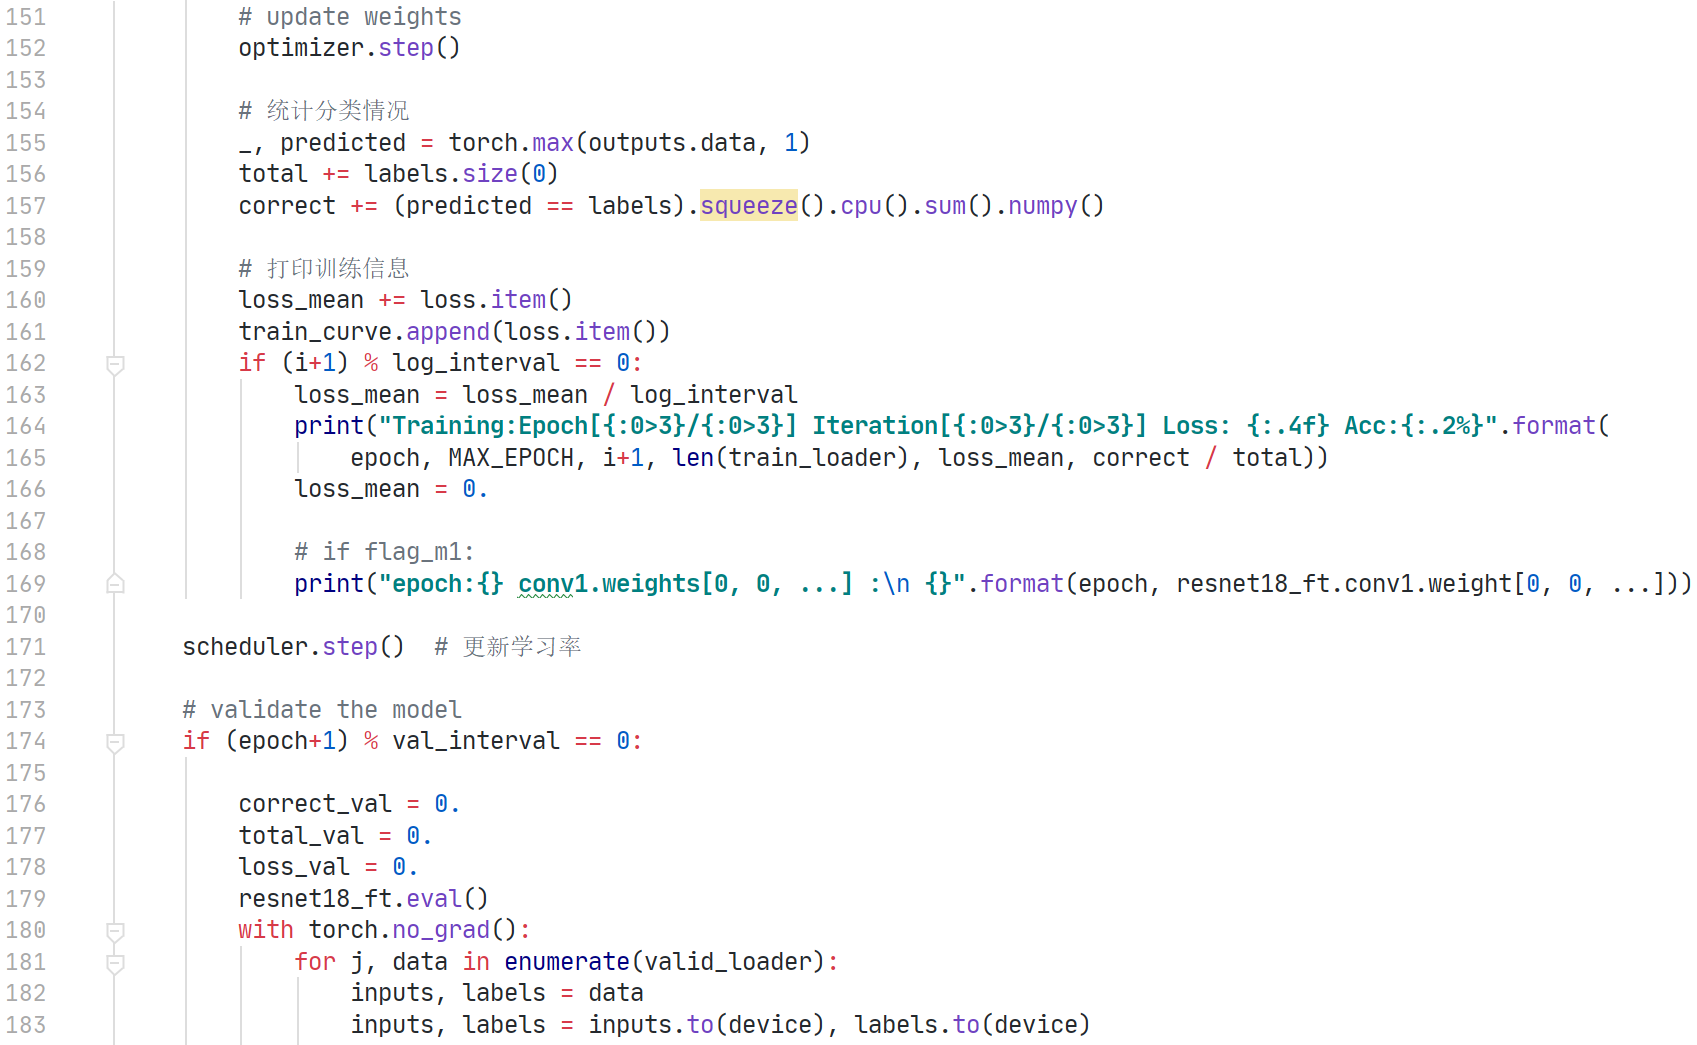 151 # update weights
152 optimizer.step()
153
154 # 统计分类情况
155 _, predicted = torch.max(outputs.data, 1)
156 total += labels.size(0)
157 correct += (predicted == labels).squeeze().cpu().sum().numpy()
158
159 # 打印训练信息
160 loss_mean += loss.item()
161 train_curve.append(loss.item())
162 if (i+1) % log_interval == 0:
163 loss_mean = loss_mean / log_interval
164 print("Training:Epoch[{:0>3}/{:0>3}] Iteration[{:0>3}/{:0>3}] Loss: {:.4f} Acc:{:.2%}".format(
165 epoch, MAX_EPOCH, i+1, len(train_loader), loss_mean, correct / total))
166 loss_mean = 0.
167
168 # if flag_m1:
169 print("epoch:{} conv1.weights[0, 0, ...] :\n {}".format(epoch, resnet18_ft.conv1.weight[0, 0, ...]))
170
171 scheduler.step()  # 更新学习率
172
173 # validate the model
174 if (epoch+1) % val_interval == 0:
175
176 correct_val = 0.
177 total_val = 0.
178 loss_val = 0.
179 resnet18_ft.eval()
180 with torch.no_grad():
181 for j, data in enumerate(valid_loader):
182 inputs, labels = data
183 inputs, labels = inputs.to(device), labels.to(device)